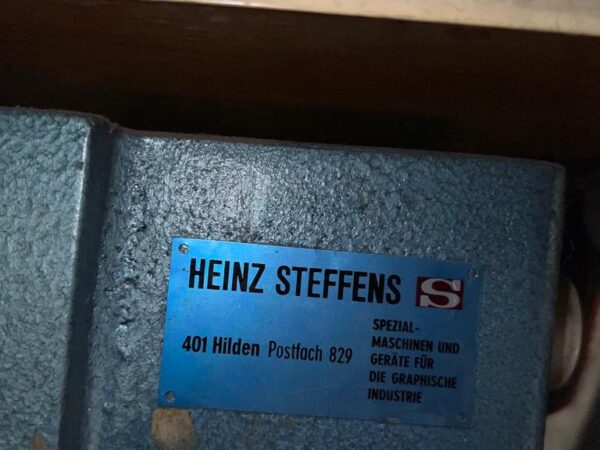 HEINZ STEFFENS S
401 Hilden Postfach 829
SPEZIAL-
MASCHINEN UND
GERÄTE FÜR
DIE GRAPHISCHE
INDUSTRIE